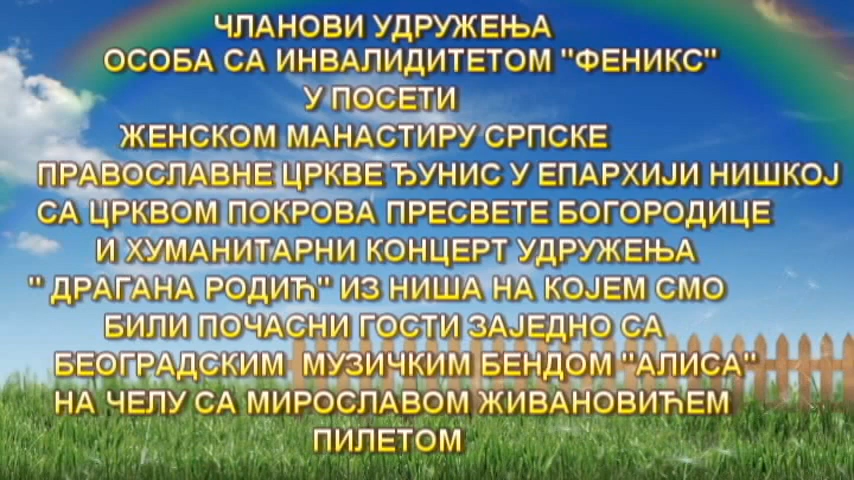 ЧЛАНОВИ УДРУЖЕЊА
ОСОБА СА ИНВАЛИДИТЕТОМ "ФЕНИКС"
У ПОСЕТИ
ЖЕНСКОМ МАНАСТИРУ СРПСКЕ
ПРАВОСЛАВНЕ ЦРКВЕ ЂУНИС У ЕПАРХИЈИ НИШКОЈ
СА ЦРКВОМ ПОКРОВА ПРЕСВЕТЕ БОГОРОДИЦЕ
И ХУМАНИТАРНИ КОНЦЕРТ УДРУЖЕЊА
" ДРАГАНА РОДИЋ" ИЗ НИША НА КОЈЕМ СМО
БИЛИ ПОЧАСНИ ГОСТИ ЗАЈЕДНО СА
БЕОГРАДСКИМ МУЗИЧКИМ БЕНДОМ "АЛИСА"
НА ЧЕЛУ СА МИРОСЛАВОМ ЖИВАНОВИЋЕМ
ПИЛЕТОМ